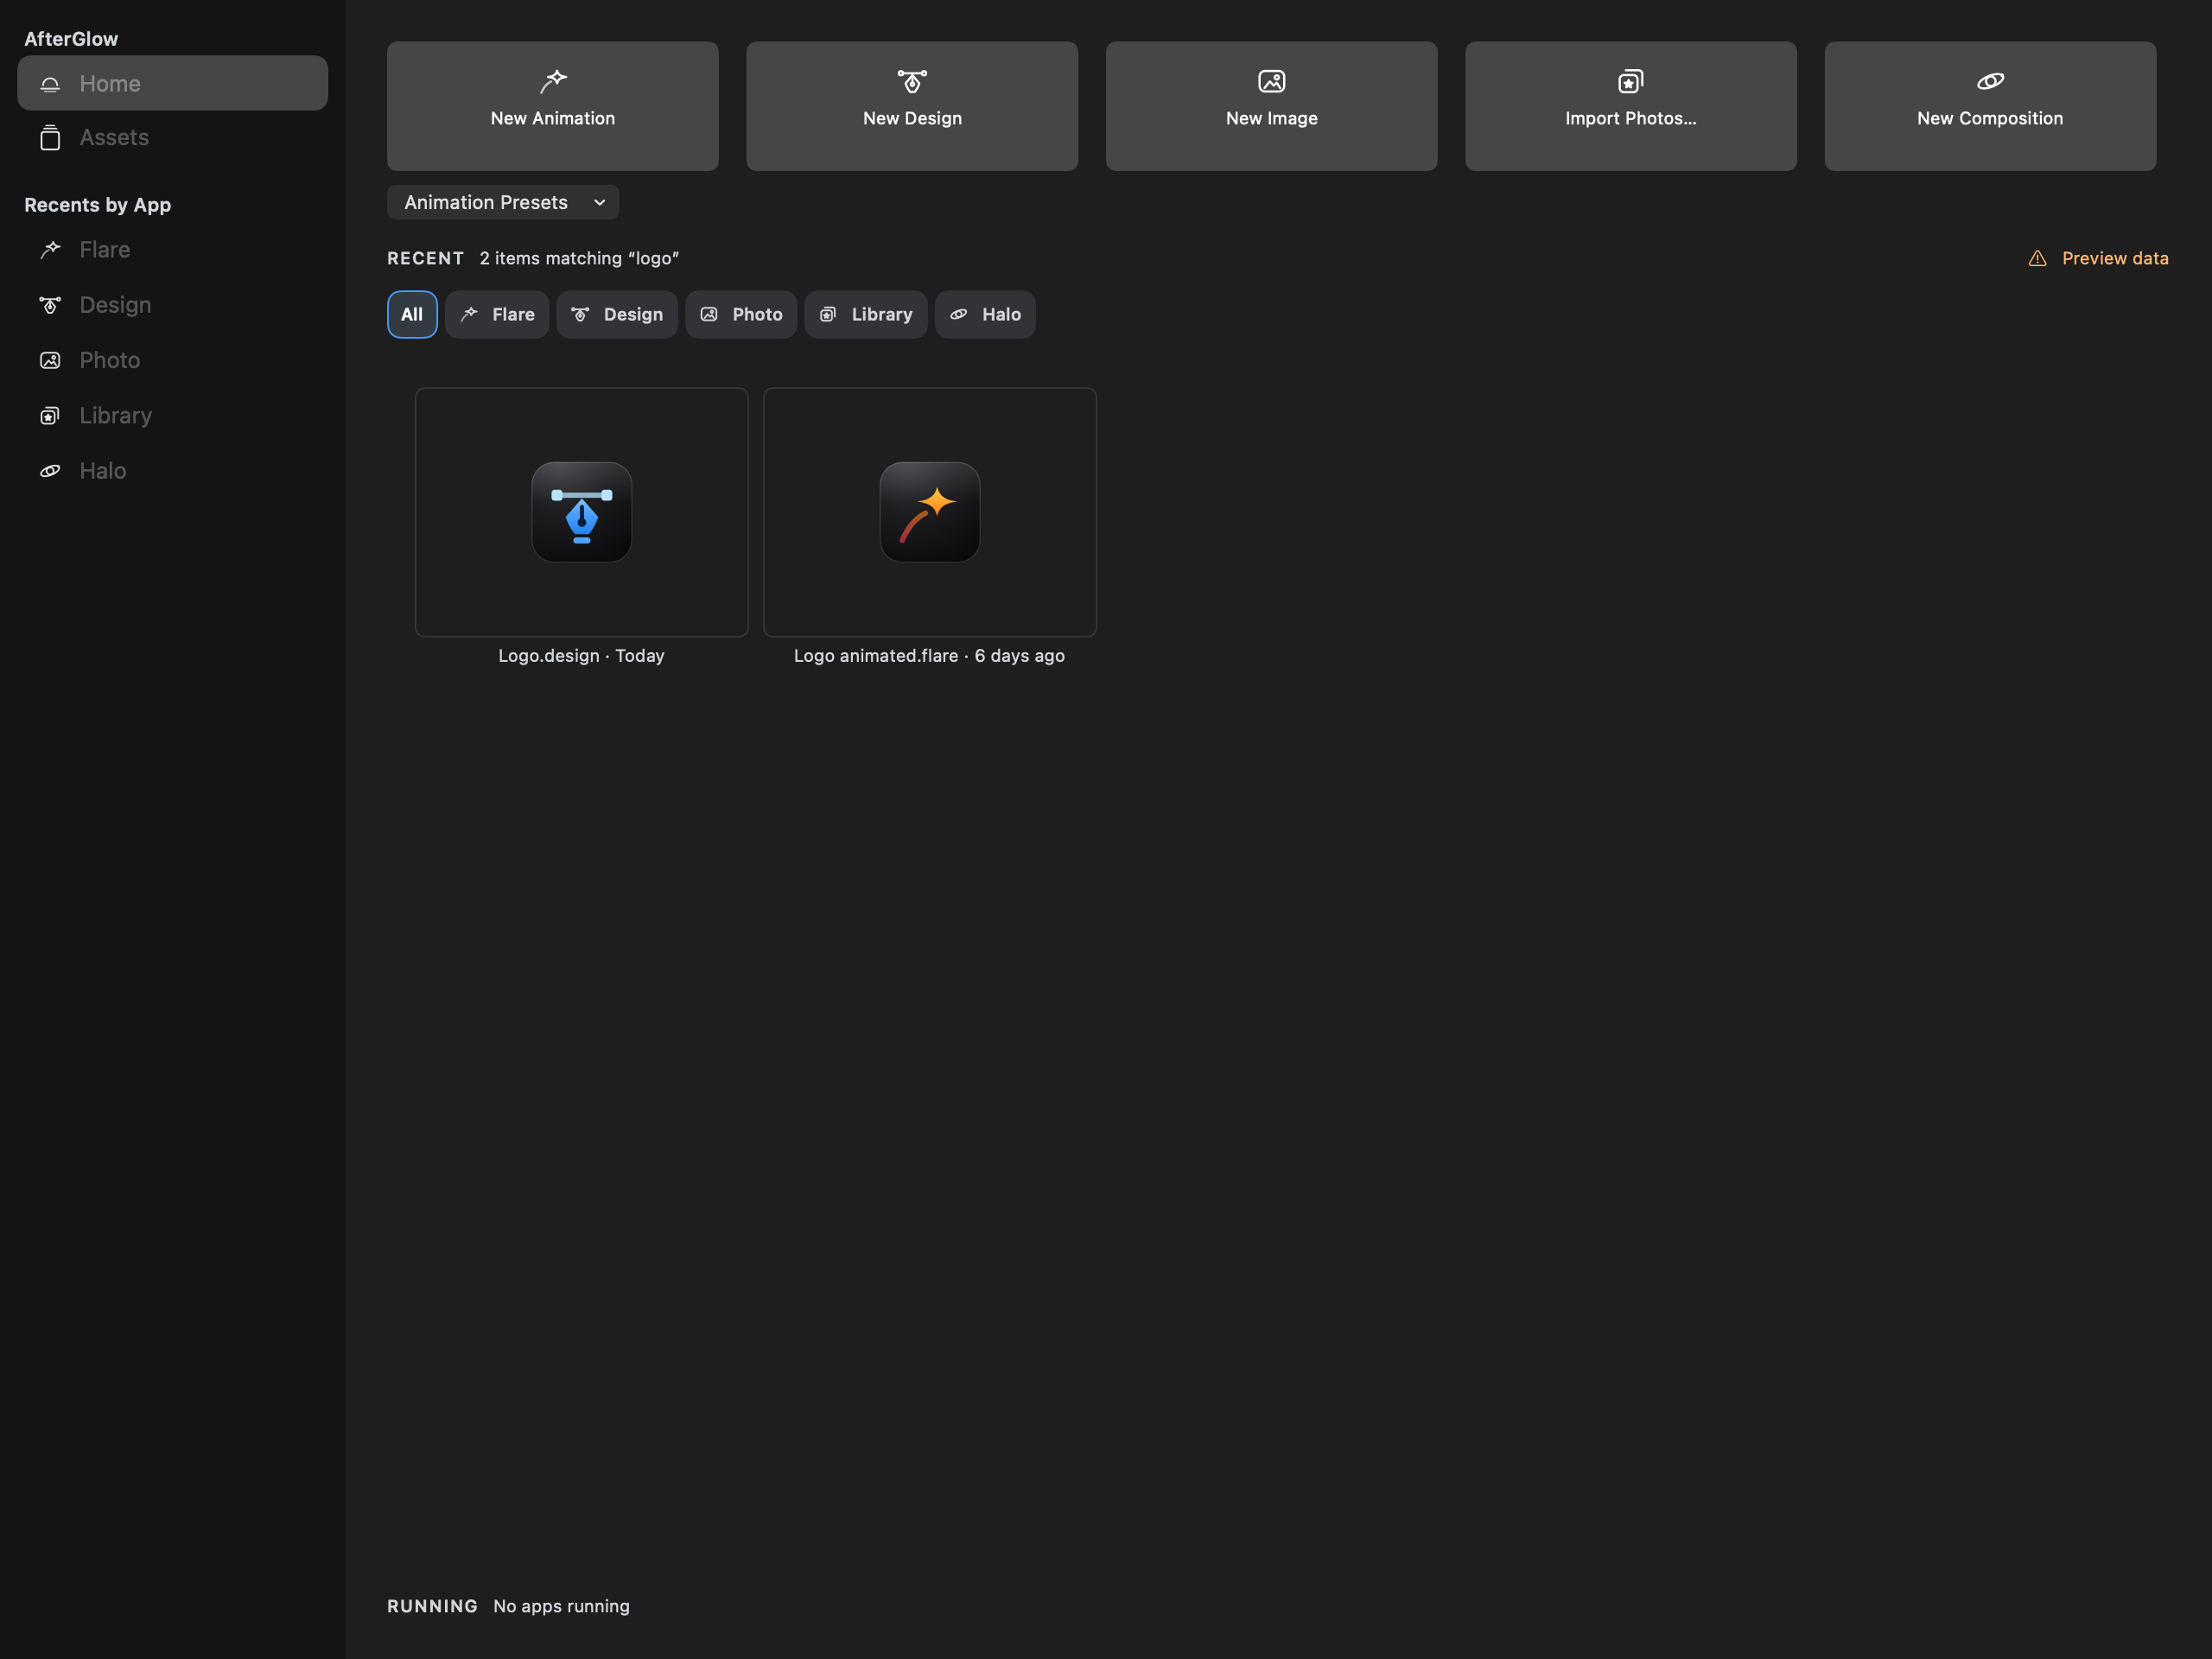 AfterGlow
Home
Assets
Recents by App
Flare
Design
Photo
Library
Halo
New Animation
New Design
New Image
Import Photos...
New Composition
Animation Presets
RECENT 2 items matching “logo”
Preview data
All
Flare
Design
Photo
Library
Halo
Logo.design · Today
Logo animated.flare · 6 days ago
RUNNING No apps running